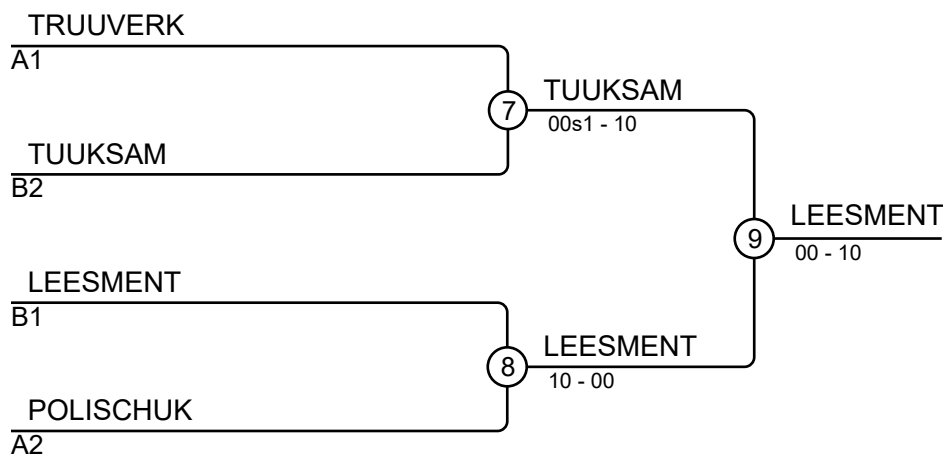 TRUUVERK
A1
7
TUUKSAM
00s1 - 10
TUUKSAM
B2
9
LEESMENT
00 - 10
LEESMENT
B1
8
LEESMENT
10 - 00
POLISCHUK
A2